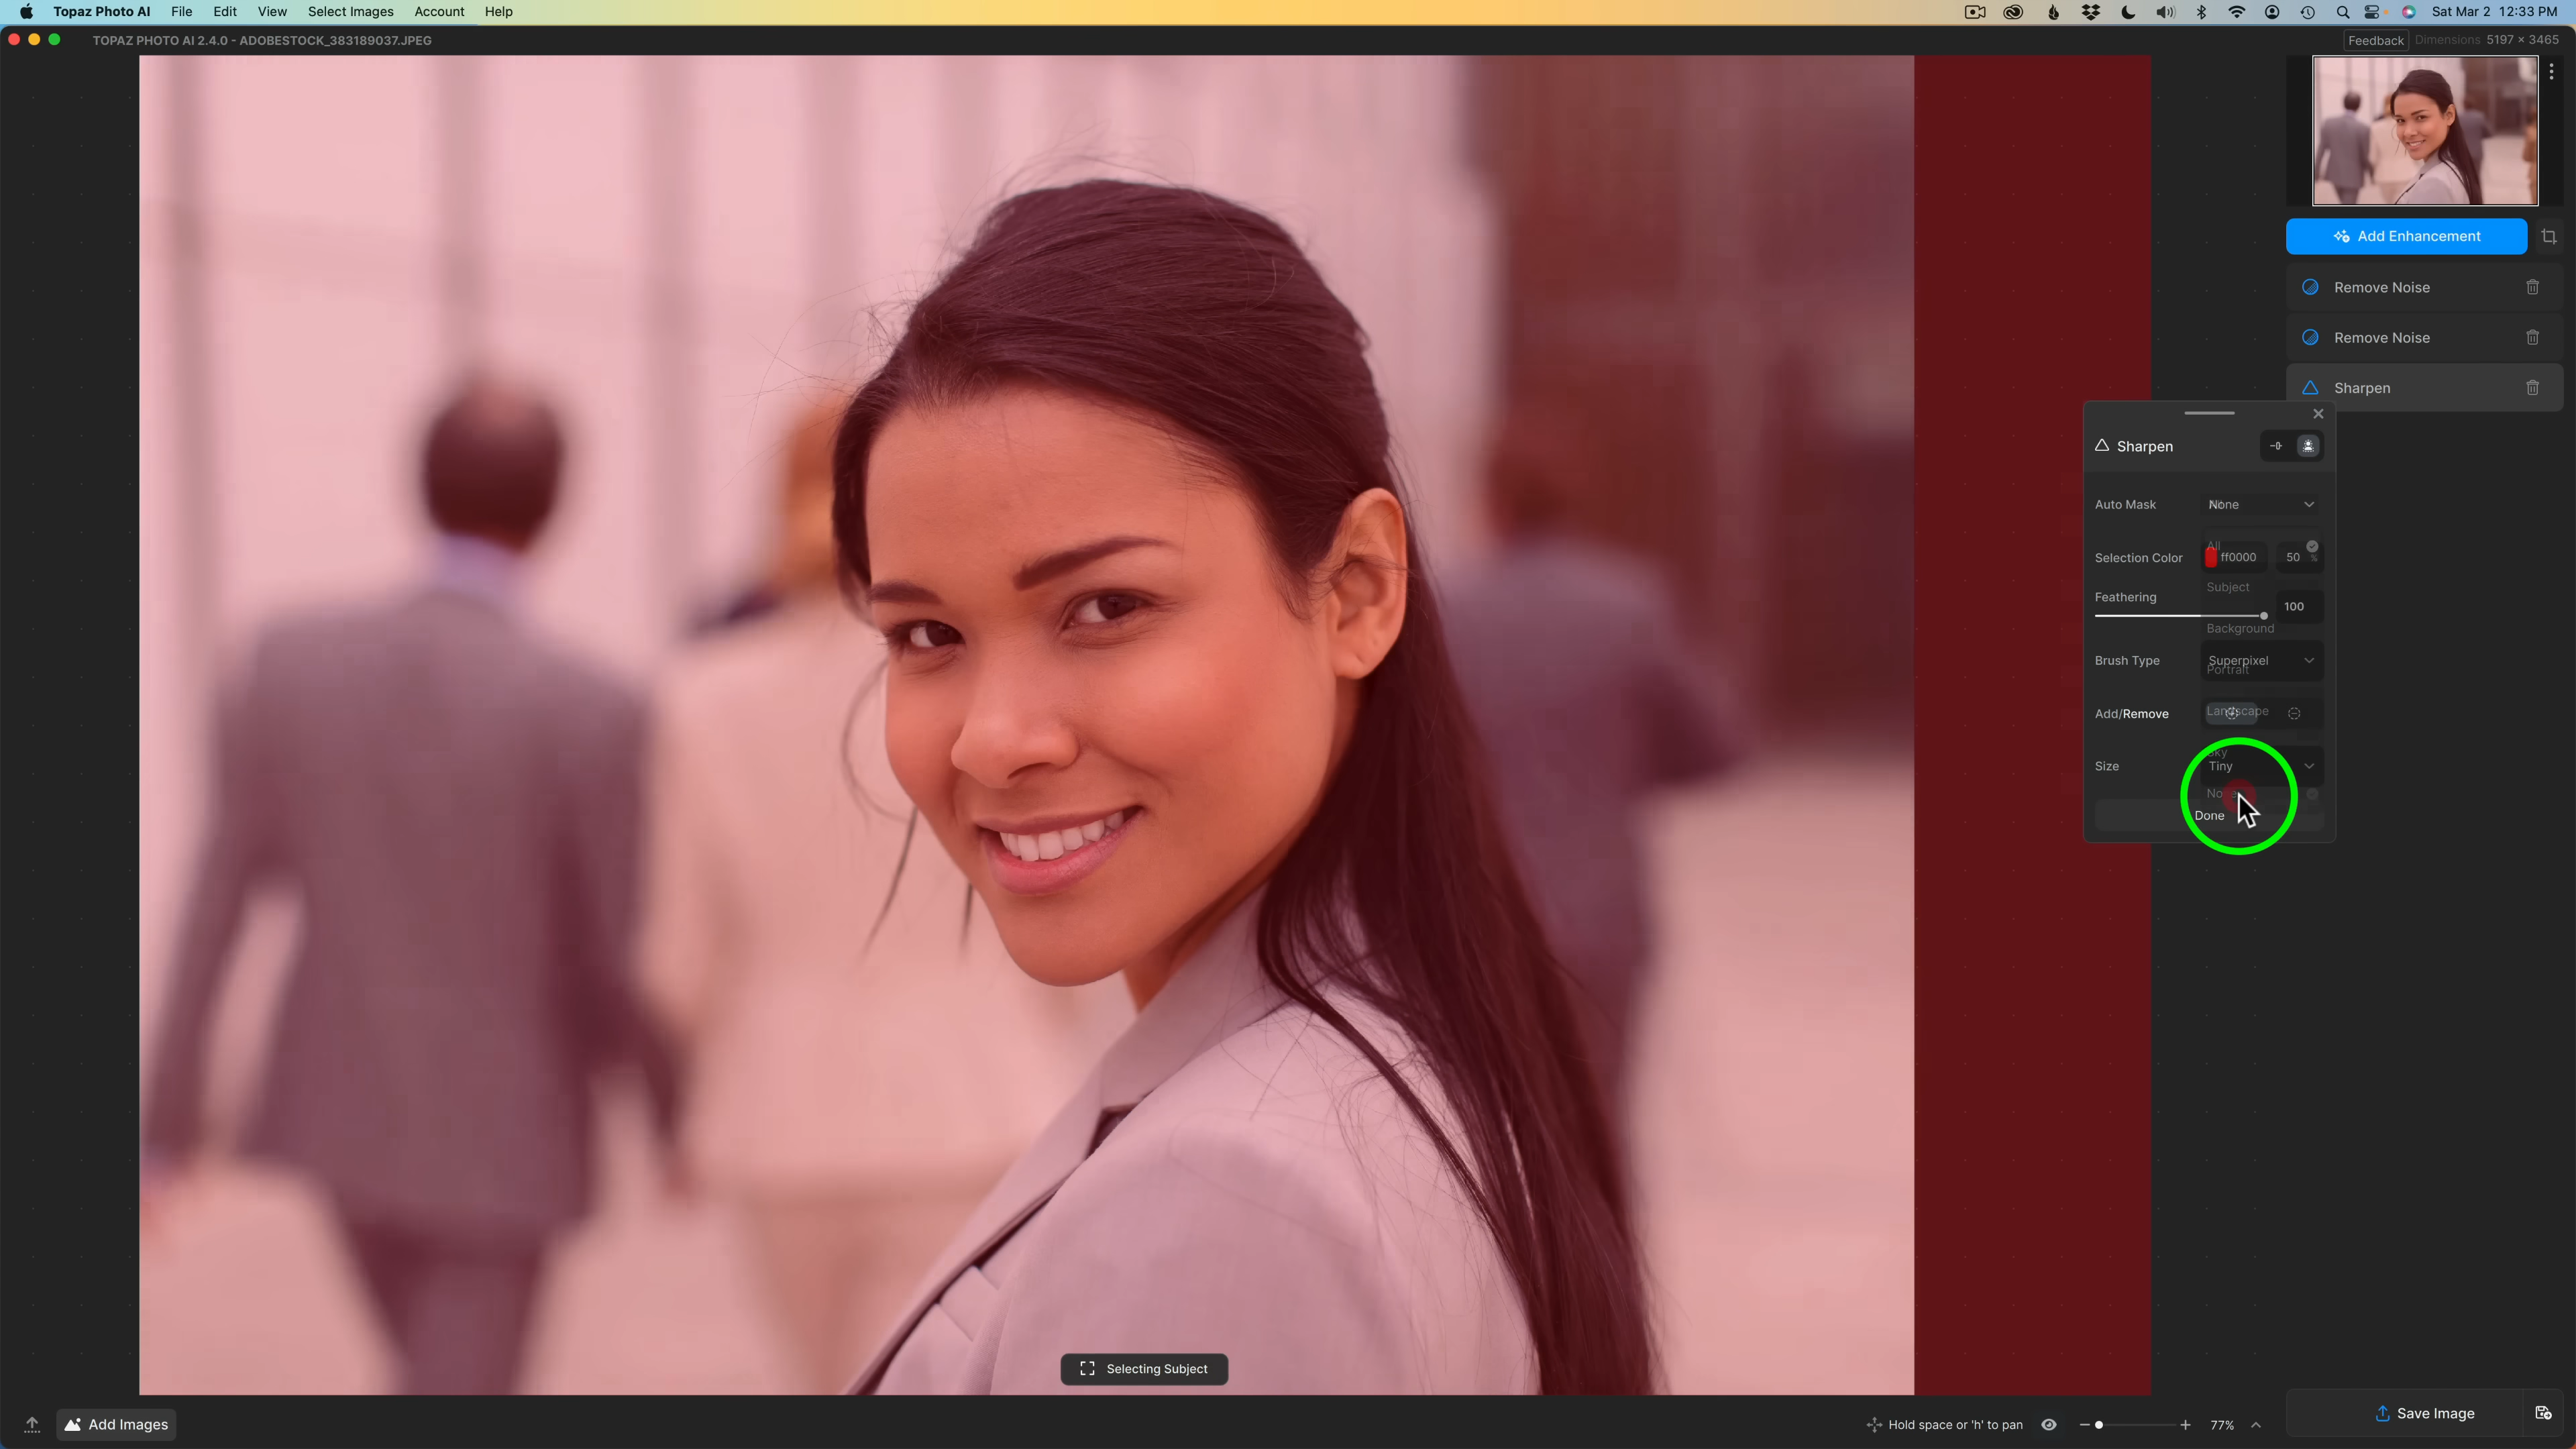 Topaz Photo AI File Edit View Select Images Account Help Sat Mar 2 12:33 PM
TOPAZ PHOTO AI 2.4.0 - ADOBESTOCK_383189037.JPEG Feedback Dimensions 5197 × 3465
Add Enhancement
Remove Noise
Remove Noise
Sharpen
Sharpen
Auto Mask None
All
Selection Color ff0000 50 %
Subject
Feathering 100
Background
Brush Type Superpixel
Portrait
Add/Remove Landscape
Sky
Size Tiny
Done
Selecting Subject
Add Images Hold space or 'h' to pan 77% Save Image